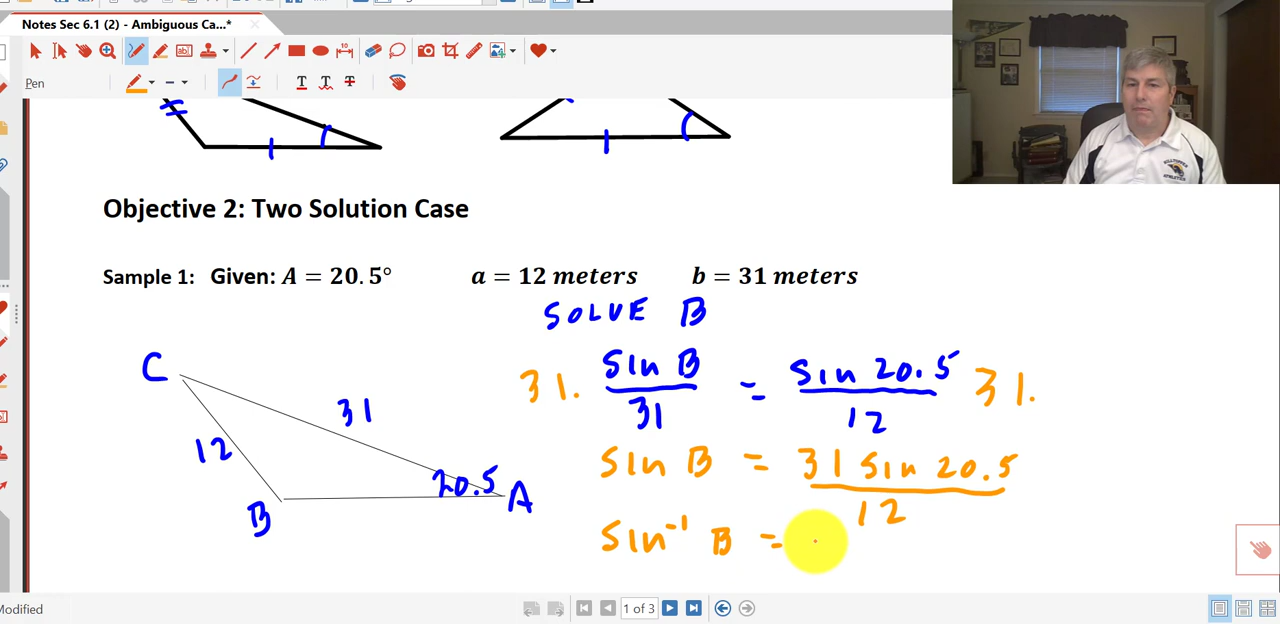 Notes Sec 6.1 (2) - Ambiguous Ca...*
Pen
Objective 2: Two Solution Case
Sample 1: Given: A = 20.5° a = 12 meters b = 31 meters
SOLVE B
C
31
12
20.5
A
B
31. sin B / 31 = sin 20.5 / 12 31.
sin B = 31 sin 20.5 / 12
sin⁻¹ B =
Modified
1 of 3